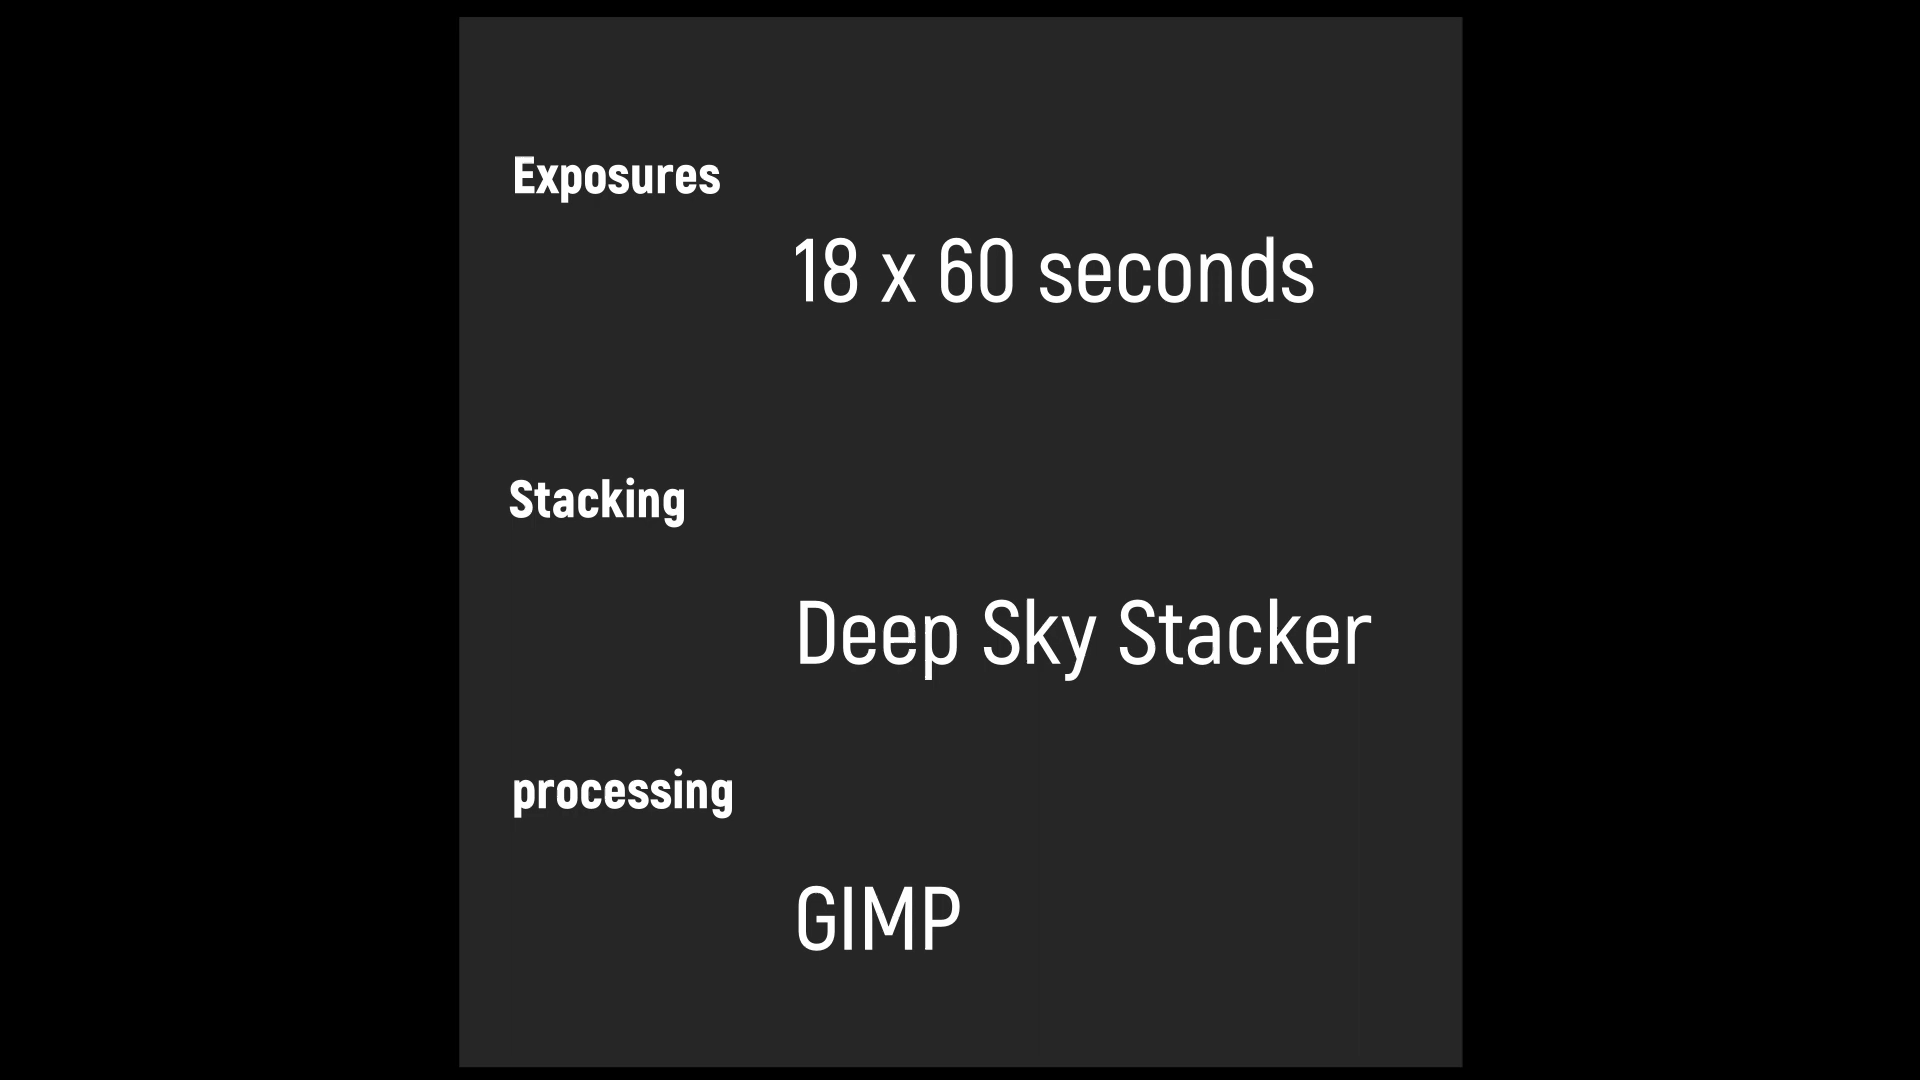 Exposures
18 x 60 seconds
Stacking
Deep Sky Stacker
processing
GIMP